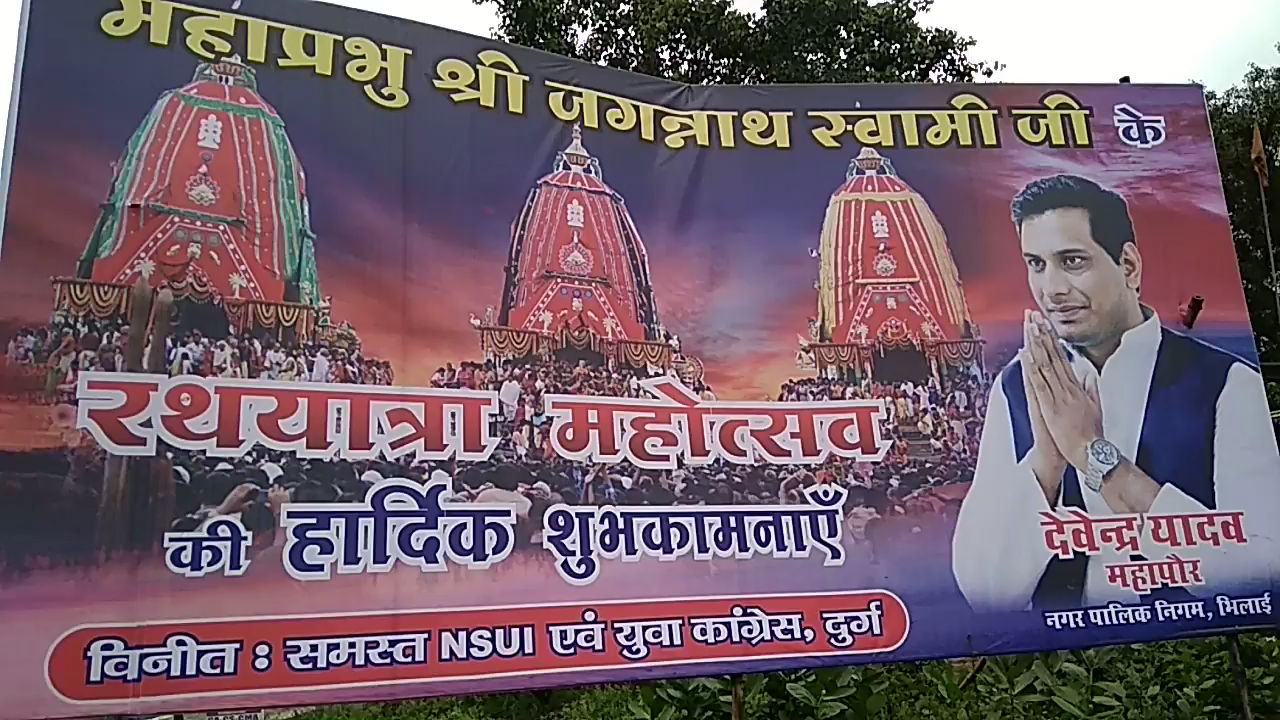 महाप्रभु श्री जगन्नाथ स्वामी जी के
रथयात्रा महोत्सव
की हार्दिक शुभकामनाएँ
विनीत : समस्त NSUI एवं युवा कांग्रेस, दुर्ग
देवेन्द्र यादव
महापौर
नगर पालिक निगम, भिलाई